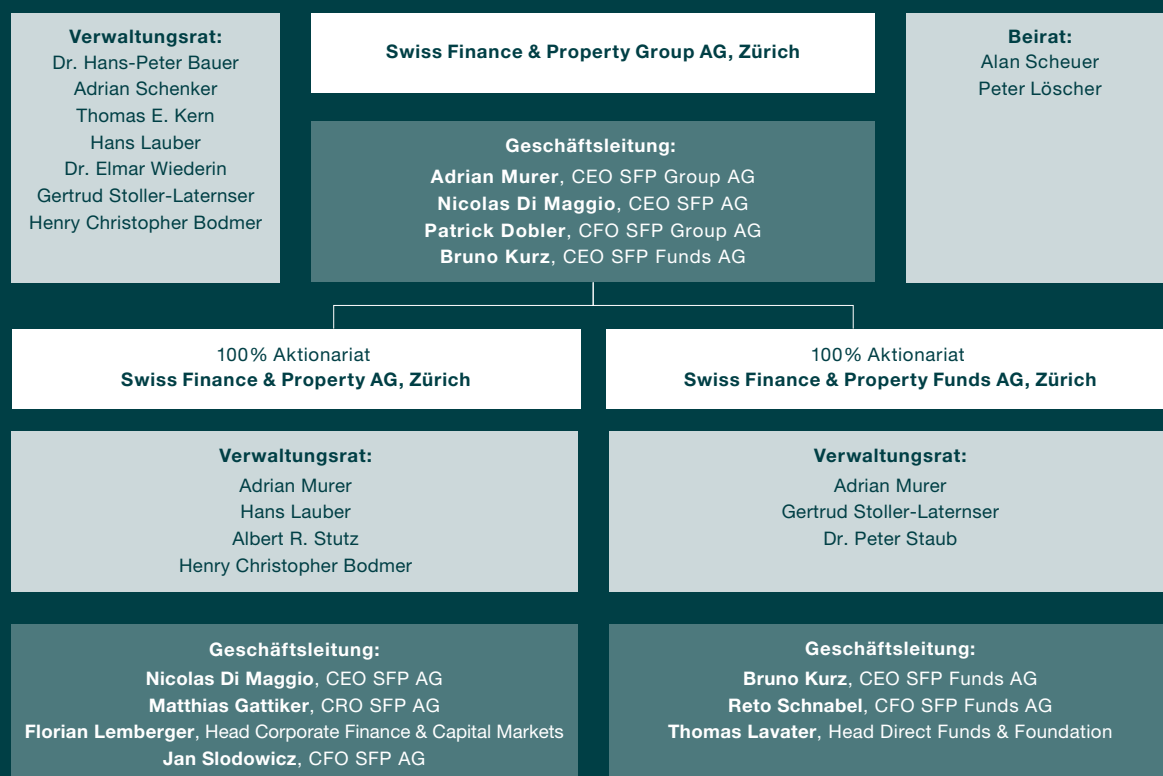 Verwaltungsrat:
Dr. Hans-Peter Bauer
Adrian Schenker
Thomas E. Kern
Hans Lauber
Dr. Elmar Wiederin
Gertrud Stoller-Laternser
Henry Christopher Bodmer
Swiss Finance & Property Group AG, Zürich
Geschäftsleitung:
Adrian Murer, CEO SFP Group AG
Nicolas Di Maggio, CEO SFP AG
Patrick Dobler, CFO SFP Group AG
Bruno Kurz, CEO SFP Funds AG
Beirat:
Alan Scheuer
Peter Löscher
100% Aktionariat
Swiss Finance & Property AG, Zürich
100% Aktionariat
Swiss Finance & Property Funds AG, Zürich
Verwaltungsrat:
Adrian Murer
Hans Lauber
Albert R. Stutz
Henry Christopher Bodmer
Verwaltungsrat:
Adrian Murer
Gertrud Stoller-Laternser
Dr. Peter Staub
Geschäftsleitung:
Nicolas Di Maggio, CEO SFP AG
Matthias Gattiker, CRO SFP AG
Florian Lemberger, Head Corporate Finance & Capital Markets
Jan Slodowicz, CFO SFP AG
Geschäftsleitung:
Bruno Kurz, CEO SFP Funds AG
Reto Schnabel, CFO SFP Funds AG
Thomas Lavater, Head Direct Funds & Foundation